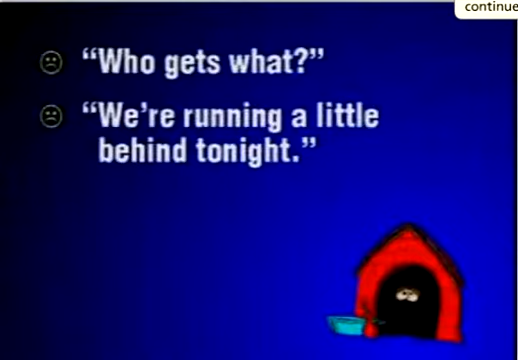 continue
“Who gets what?”
“We’re running a little
behind tonight.”